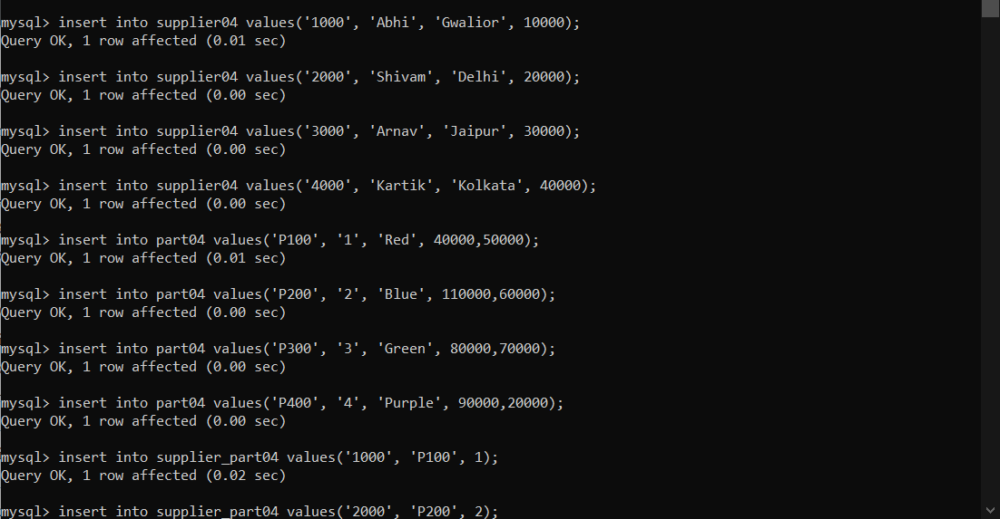 mysql> insert into supplier04 values('1000', 'Abhi', 'Gwalior', 10000);
Query OK, 1 row affected (0.01 sec)
mysql> insert into supplier04 values('2000', 'Shivam', 'Delhi', 20000);
Query OK, 1 row affected (0.00 sec)
mysql> insert into supplier04 values('3000', 'Arnav', 'Jaipur', 30000);
Query OK, 1 row affected (0.00 sec)
mysql> insert into supplier04 values('4000', 'Kartik', 'Kolkata', 40000);
Query OK, 1 row affected (0.00 sec)
mysql> insert into part04 values('P100', '1', 'Red', 40000,50000);
Query OK, 1 row affected (0.01 sec)
mysql> insert into part04 values('P200', '2', 'Blue', 110000,60000);
Query OK, 1 row affected (0.00 sec)
mysql> insert into part04 values('P300', '3', 'Green', 80000,70000);
Query OK, 1 row affected (0.00 sec)
mysql> insert into part04 values('P400', '4', 'Purple', 90000,20000);
Query OK, 1 row affected (0.00 sec)
mysql> insert into supplier_part04 values('1000', 'P100', 1);
Query OK, 1 row affected (0.02 sec)
mysql> insert into supplier_part04 values('2000', 'P200', 2);